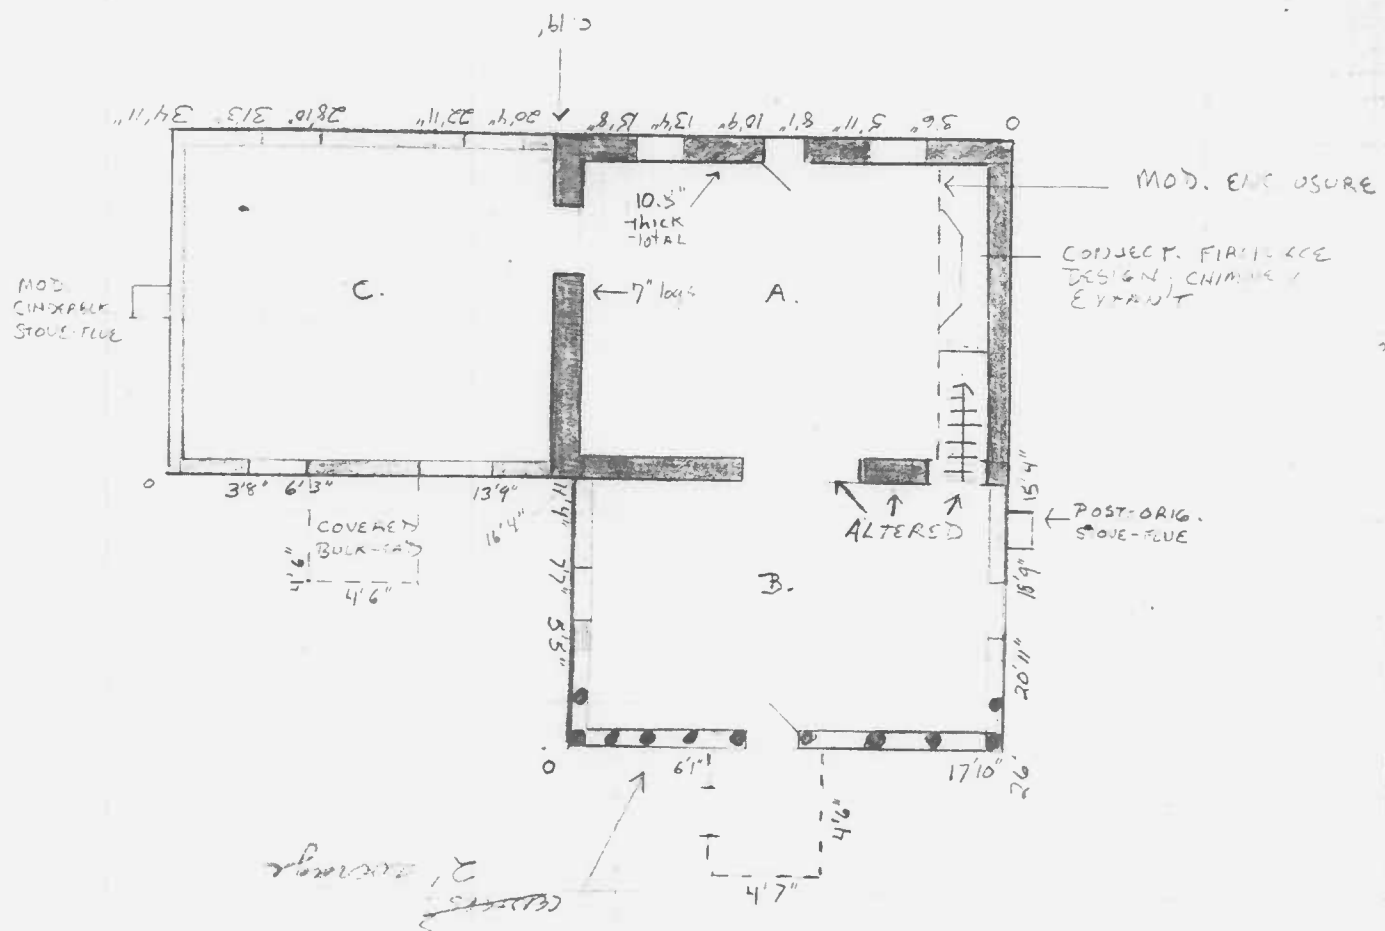 C. 19'
34'11"
31'3
28'10"
22'11"
20'4"
15'8"
13'4"
10'9"
8'1"
5'11"
3'6"
0
MOD.
10.5"
thick
total
CONJECT.
DESIGN, CHIMNEY
EXTANT
MOD.
STOVE-FLUE
C.
← 7" logs
A.
0
3'8"
6'3"
13'9"
16'4"
COVERED
4'6"
ALTERED
15'4"
← POST-ORIG.
STOVE-FLUE
18'9"
20'11"
26'
11'4"
7'7"
5'3"
B.
0
6'1"
17'10"
4'6"
4'7"
2' average